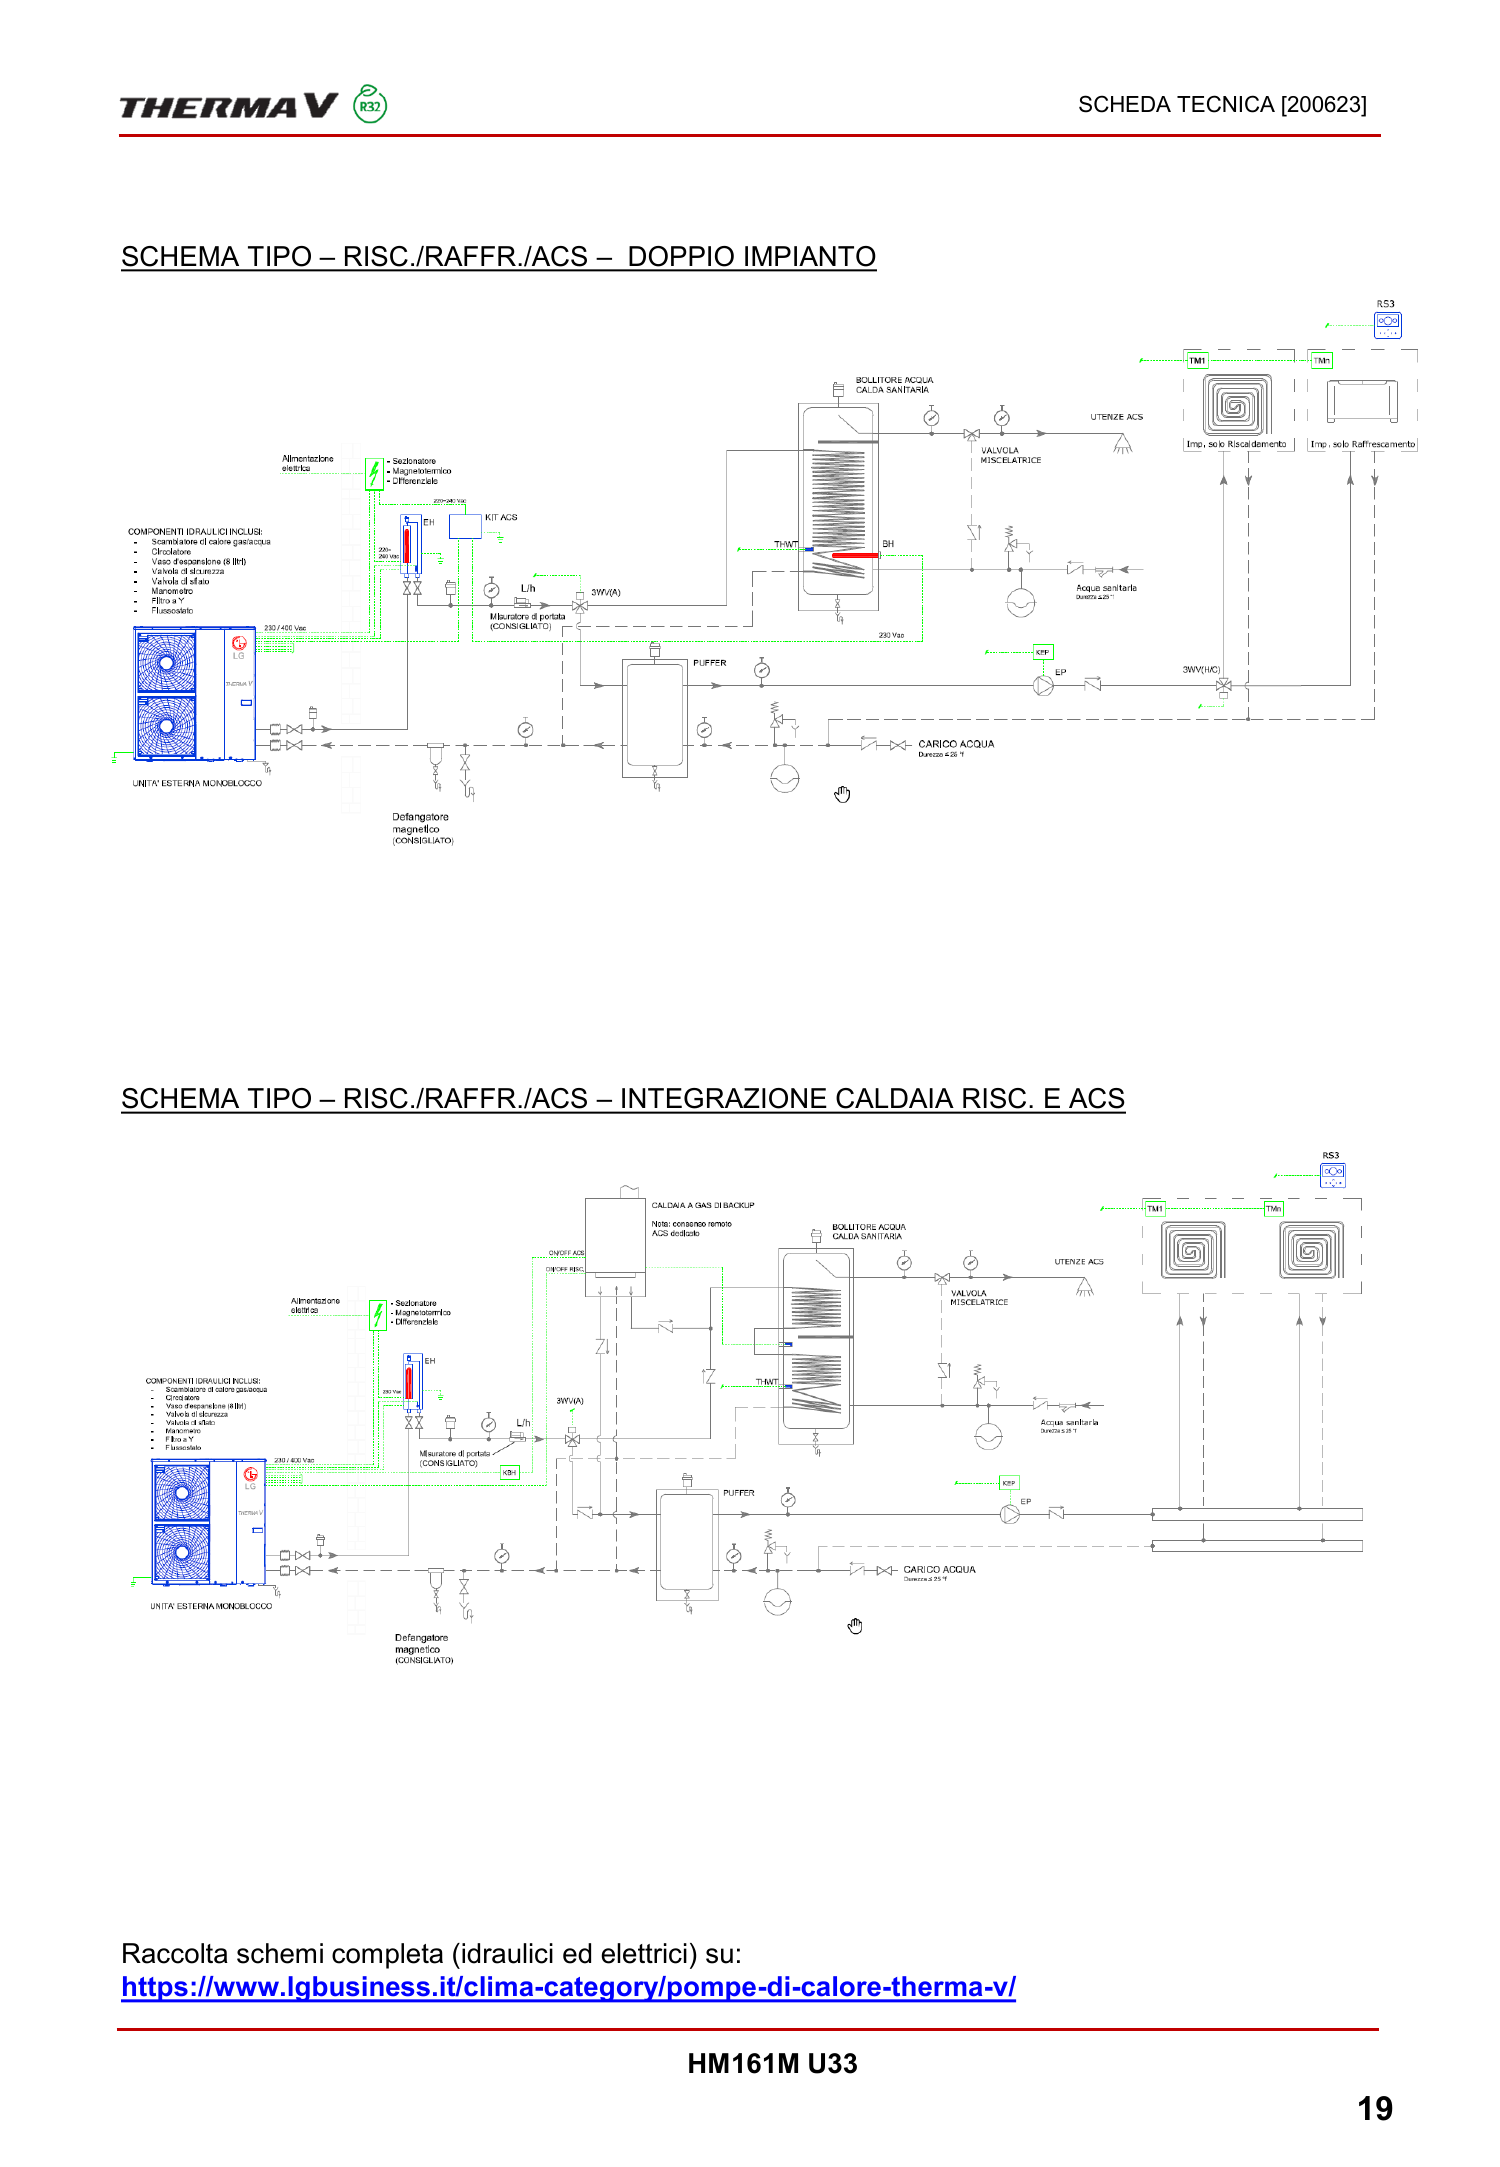 THERMA V R32
SCHEDA TECNICA [200623]
SCHEMA TIPO – RISC./RAFFR./ACS – DOPPIO IMPIANTO
RS3
TM1
TMn
BOLLITORE ACQUA
CALDA SANITARIA
UTENZE ACS
Imp. solo Riscaldamento
Imp. solo Raffrescamento
VALVOLA
MISCELATRICE
Alimentazione
elettrica
- Sezionatore
- Magnetotermico
- Differenziale
220÷240 Vac
EH
KIT ACS
COMPONENTI IDRAULICI INCLUSI:
- Scambiatore di calore gas/acqua
- Circolatore
- Vaso d'espansione (8 litri)
- Valvola di sicurezza
- Valvola di sfiato
- Manometro
- Filtro a Y
- Flussostato
220÷
240 Vac
THWT
BH
L/h
3WV(A)
Acqua sanitaria
Durezza ≤25 °f
Misuratore di portata
(CONSIGLIATO)
230 / 400 Vac
230 Vac
LG
THERMA V
PUFFER
KEP
EP
3WV(H/C)
CARICO ACQUA
Durezza ≤ 25 °f
UNITA' ESTERNA MONOBLOCCO
Defangatore
magnetico
(CONSIGLIATO)
SCHEMA TIPO – RISC./RAFFR./ACS – INTEGRAZIONE CALDAIA RISC. E ACS
RS3
CALDAIA A GAS DI BACKUP
Nota: consenso remoto
ACS dedicato
TM1
TMn
BOLLITORE ACQUA
CALDA SANITARIA
ON/OFF ACS
ON/OFF RISC.
UTENZE ACS
VALVOLA
MISCELATRICE
Alimentazione
elettrica
- Sezionatore
- Magnetotermico
- Differenziale
EH
COMPONENTI IDRAULICI INCLUSI:
- Scambiatore di calore gas/acqua
- Circolatore
- Vaso d'espansione (8 litri)
- Valvola di sicurezza
- Valvola di sfiato
- Manometro
- Filtro a Y
- Flussostato
230 Vac
THWT
3WV(A)
L/h
Acqua sanitaria
Durezza ≤ 25 °f
Misuratore di portata
(CONSIGLIATO)
230 / 400 Vac
KBH
LG
THERMA V
PUFFER
KEP
EP
CARICO ACQUA
Durezza ≤ 25 °f
UNITA' ESTERNA MONOBLOCCO
Defangatore
magnetico
(CONSIGLIATO)
Raccolta schemi completa (idraulici ed elettrici) su:
https://www.lgbusiness.it/clima-category/pompe-di-calore-therma-v/
HM161M U33
19